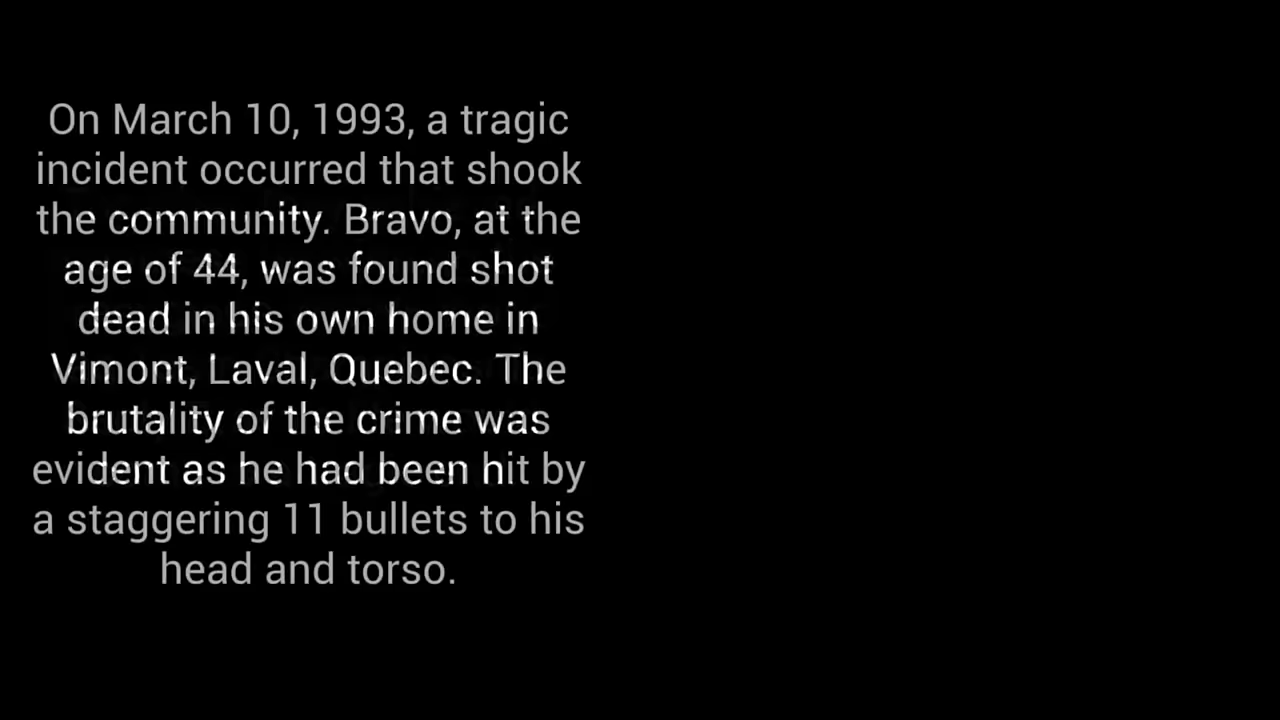 On March 10, 1993, a tragic
incident occurred that shook
the community. Bravo, at the
age of 44, was found shot
dead in his own home in
Vimont, Laval, Quebec. The
brutality of the crime was
evident as he had been hit by
a staggering 11 bullets to his
head and torso.